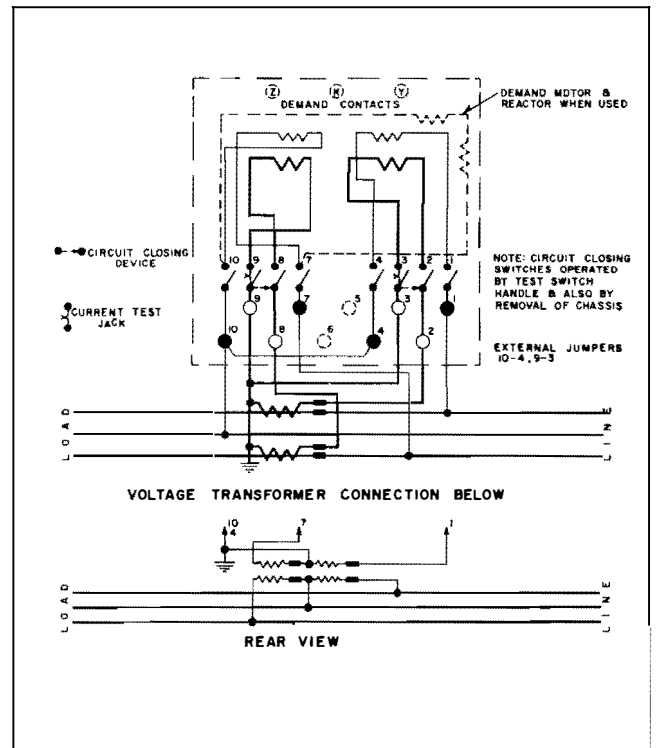 Z K Y
DEMAND CONTACTS
DEMAND MOTOR &
REACTOR WHEN USED
10 9 8 7 4 3 2 1
CIRCUIT CLOSING
DEVICE
CURRENT TEST
JACK
NOTE: CIRCUIT CLOSING
SWITCHES OPERATED
BY TEST SWITCH
HANDLE & ALSO BY
REMOVAL OF CHASSIS
9 7 5 3 1
10 8 6 4 2
EXTERNAL JUMPERS
10-4, 9-3
LOAD
LINE
VOLTAGE TRANSFORMER CONNECTION BELOW
10 7 1
4
LOAD
LINE
REAR VIEW